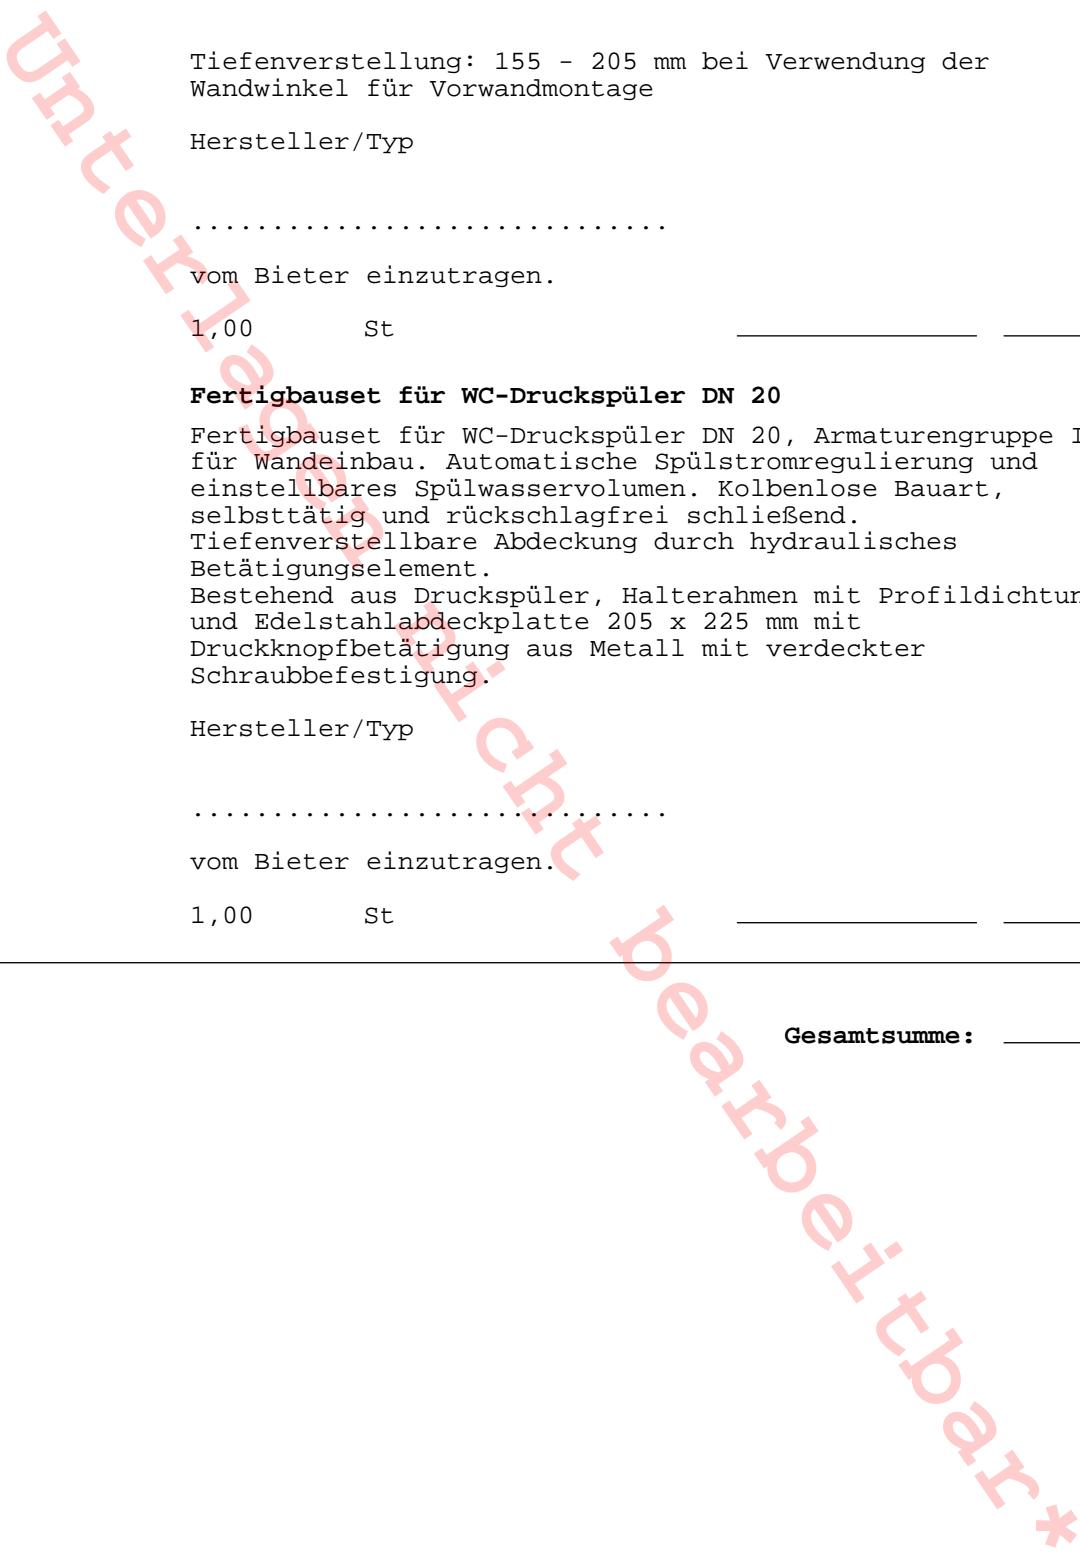 Tiefenverstellung: 155 - 205 mm bei Verwendung der
Wandwinkel für Vorwandmontage
Hersteller/Typ
..............................
vom Bieter einzutragen.
1,00 St
Fertigbauset für WC-Druckspüler DN 20
Fertigbauset für WC-Druckspüler DN 20, Armaturengruppe I
für Wandeinbau. Automatische Spülstromregulierung und
einstellbares Spülwasservolumen. Kolbenlose Bauart,
selbsttätig und rückschlagfrei schließend.
Tiefenverstellbare Abdeckung durch hydraulisches
Betätigungselement.
Bestehend aus Druckspüler, Halterahmen mit Profildichtun
und Edelstahlabdeckplatte 205 x 225 mm mit
Druckknopfbetätigung aus Metall mit verdeckter
Schraubbefestigung.
Hersteller/Typ
..............................
vom Bieter einzutragen.
1,00 St
Gesamtsumme:
Unterlagen nicht bearbeitbar*